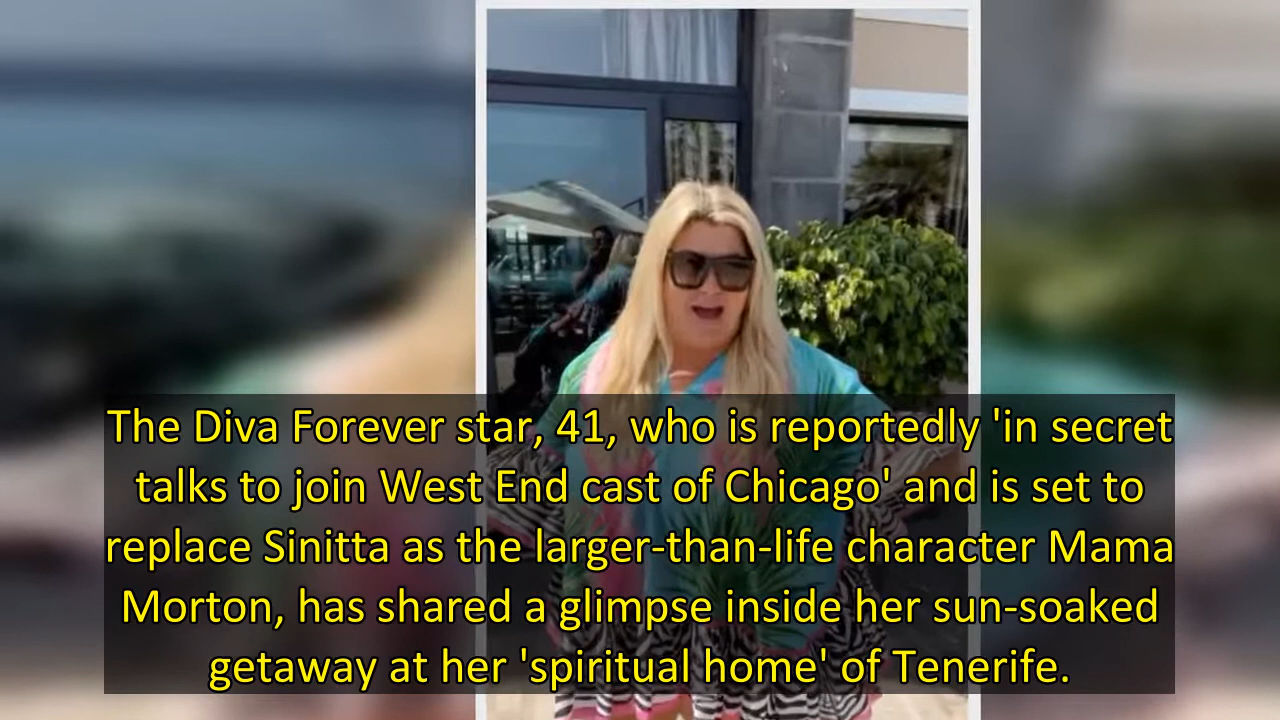 The Diva Forever star, 41, who is reportedly 'in secret
talks to join West End cast of Chicago' and is set to
replace Sinitta as the larger-than-life character Mama
Morton, has shared a glimpse inside her sun-soaked
getaway at her 'spiritual home' of Tenerife.